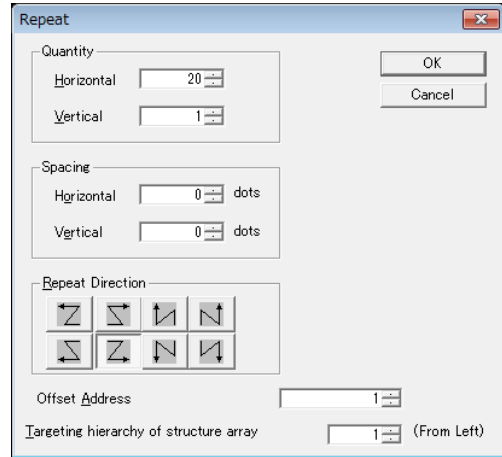 Repeat
Quantity
Horizontal 20
Vertical 1
OK
Cancel
Spacing
Horizontal 0 dots
Vertical 0 dots
Repeat Direction
Offset Address 1
Targeting hierarchy of structure array 1 (From Left)